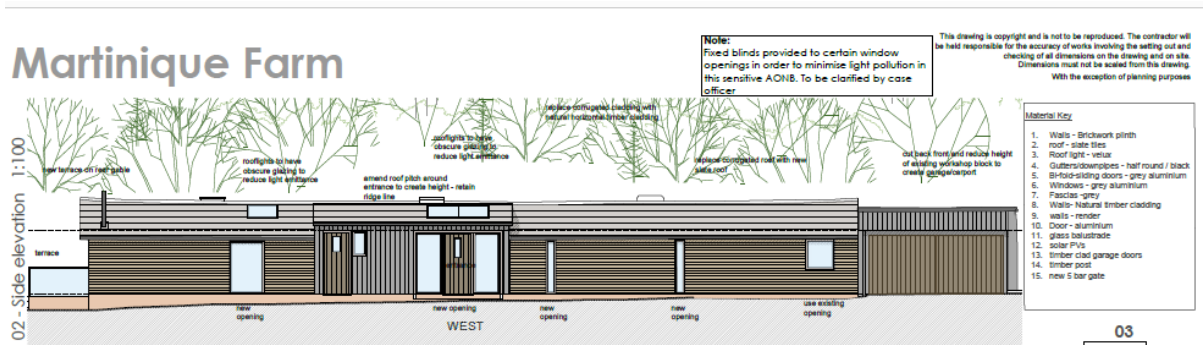 Martinique Farm
Note:
Fixed blinds provided to certain window
openings in order to minimise light pollution in
this sensitive AONB. To be clarified by case
officer
This drawing is copyright and is not to be reproduced. The contractor will
be held responsible for the accuracy of works involving the setting out and
checking of all dimensions on the drawing and on site.
Dimensions must not be scaled from this drawing.
With the exception of planning purposes
02 - Side elevation 1:100
new terrace on rear gable
rooflights to have
obscure glazing to
reduce light emittance
amend roof pitch around
entrance to create height - retain
ridge line
rooflights to have
obscure glazing to
reduce light emittance
replace corrugated cladding with
natural horizontal timber cladding
replace corrugated roof with new
slate roof
cut back front and reduce height
of existing workshop block to
create garage/carport
terrace
entrance
new
opening
new opening
new
opening
new
opening
use existing
opening
WEST
Material Key
1. Walls - Brickwork plinth
2. roof - slate tiles
3. Roof light - velux
4. Gutters/downpipes - half round / black
5. Bi-fold-sliding doors - grey aluminium
6. Windows - grey aluminium
7. Fascias -grey
8. Walls- Natural timber cladding
9. walls - render
10. Door - aluminium
11. glass balustrade
12. solar PVs
13. timber clad garage doors
14. timber post
15. new 5 bar gate
03